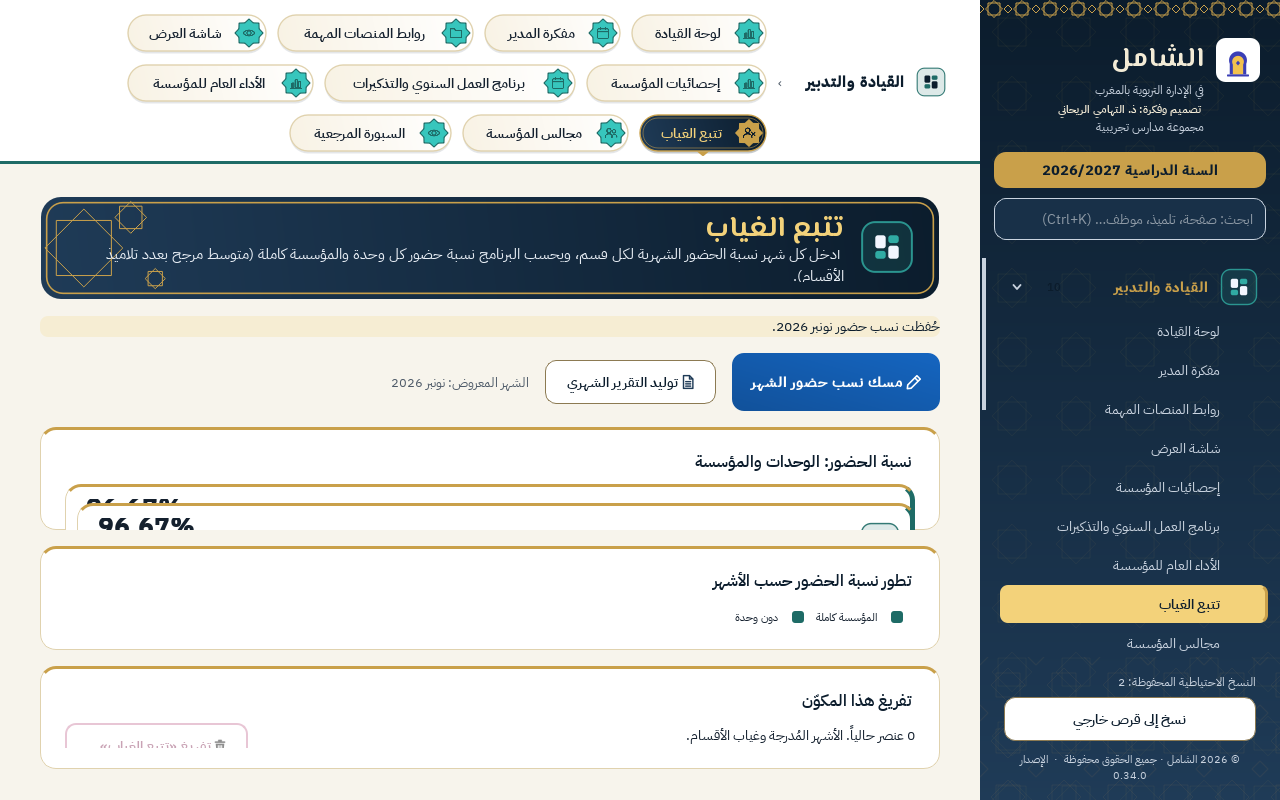 الشامل
في الإدارة التربوية بالمغرب
تصميم وفكرة: ذ. التهامي الريحاني
مجموعة مدارس تجريبية
السنة الدراسية 2026/2027
ابحث: صفحة، تلميذ، موظف... (Ctrl+K)
القيادة والتدبير 10
لوحة القيادة
مفكرة المدير
روابط المنصات المهمة
شاشة العرض
إحصائيات المؤسسة
برنامج العمل السنوي والتذكيرات
الأداء العام للمؤسسة
تتبع الغياب
مجالس المؤسسة
النسخ الاحتياطية المحفوظة: 2
نسخ إلى قرص خارجي
© 2026 الشامل · جميع الحقوق محفوظة · الإصدار
0.34.0
القيادة والتدبير ‹
لوحة القيادة مفكرة المدير روابط المنصات المهمة شاشة العرض
إحصائيات المؤسسة برنامج العمل السنوي والتذكيرات الأداء العام للمؤسسة
تتبع الغياب مجالس المؤسسة السبورة المرجعية
تتبع الغياب
ادخل كل شهر نسبة الحضور الشهرية لكل قسم، ويحسب البرنامج نسبة حضور كل وحدة والمؤسسة كاملة (متوسط مرجح بعدد تلاميذ
الأقسام).
حُفظت نسب حضور نونبر 2026.
مسك نسب حضور الشهر توليد التقرير الشهري الشهر المعروض: نونبر 2026
نسبة الحضور: الوحدات والمؤسسة
96.67%
96.67%
تطور نسبة الحضور حسب الأشهر
المؤسسة كاملة دون وحدة
تفريغ هذا المكوّن
0 عنصر حالياً. الأشهر المُدرجة وغياب الأقسام.
تفريغ «تتبع الغياب»